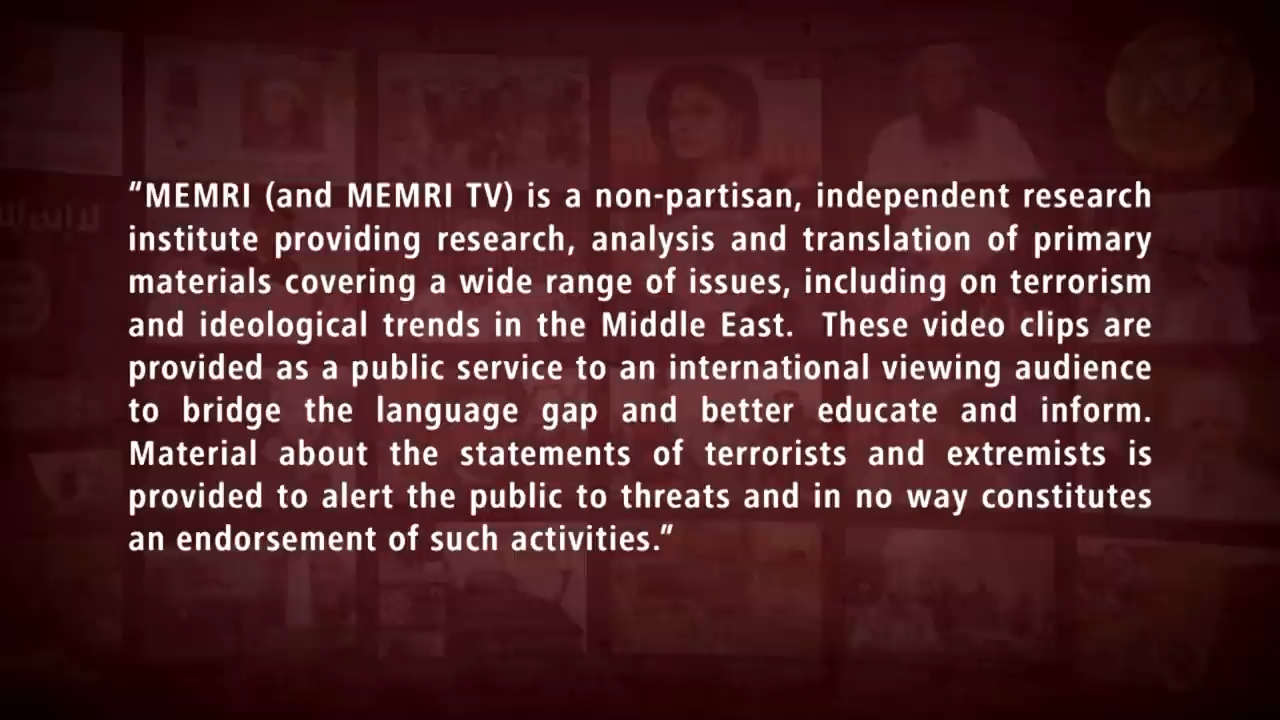 “MEMRI (and MEMRI TV) is a non-partisan, independent research
institute providing research, analysis and translation of primary
materials covering a wide range of issues, including on terrorism
and ideological trends in the Middle East.  These video clips are
provided as a public service to an international viewing audience
to bridge the language gap and better educate and inform.
Material about the statements of terrorists and extremists is
provided to alert the public to threats and in no way constitutes
an endorsement of such activities.”